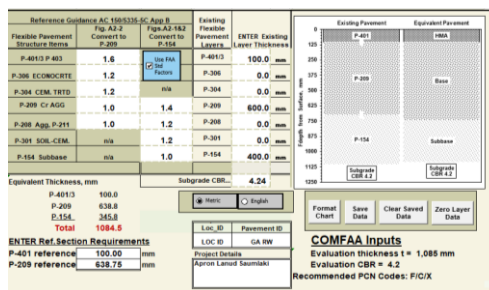 Reference Guidance AC 150/5335-5C App B
Flexible Pavement Structure Items
Fig. A2-2 Convert to P-209
Figs.A2-1&2 Convert to P-154
Existing Flexible Pavement Layers
ENTER Existing Layer Thickness
P-401/3 P 403 1.6 P-401/3 100.0 mm
Use FAA Std Factors
P-306 ECONOCRTE 1.2 P-306 0.0 mm
P-304 CEM. TRTD 1.2 n/a P-304 0.0 mm
P-209 Cr AGG 1.0 1.4 P-209 600.0 mm
P-208 Agg, P-211 1.0 1.2 P-208 0.0 mm
P-301 SOIL-CEM. n/a 1.2 P-301 0.0 mm
P-154 Subbase n/a 1.0 P-154 400.0 mm
Subgrade CBR... 4.24
Equivalent Thickness, mm
P-401/3 100.0
P-209 638.8
P-154 345.8
Total 1084.5
Metric English
ENTER Ref.Section Requirements
P-401 reference 100.00 mm
P-209 reference 638.75 mm
Loc_ID Pavement ID
LOC ID GA RW
Project Details
Apron Lanud Saumlaki
Existing Pavement Equivalent Pavement
Fdepth from Surface, mm
0
125
250
375
500
625
750
875
1000
1125
1250
P-401
P-209
P-154
Subgrade CBR 4.2
HMA
Base
Subbase
Subgrade CBR 4.2
Format Chart
Save Data
Clear Saved Data
Zero Layer Data
COMFAA Inputs
Evaluation thickness t = 1,085 mm
Evaluation CBR = 4.2
Recommended PCN Codes: F/C/X